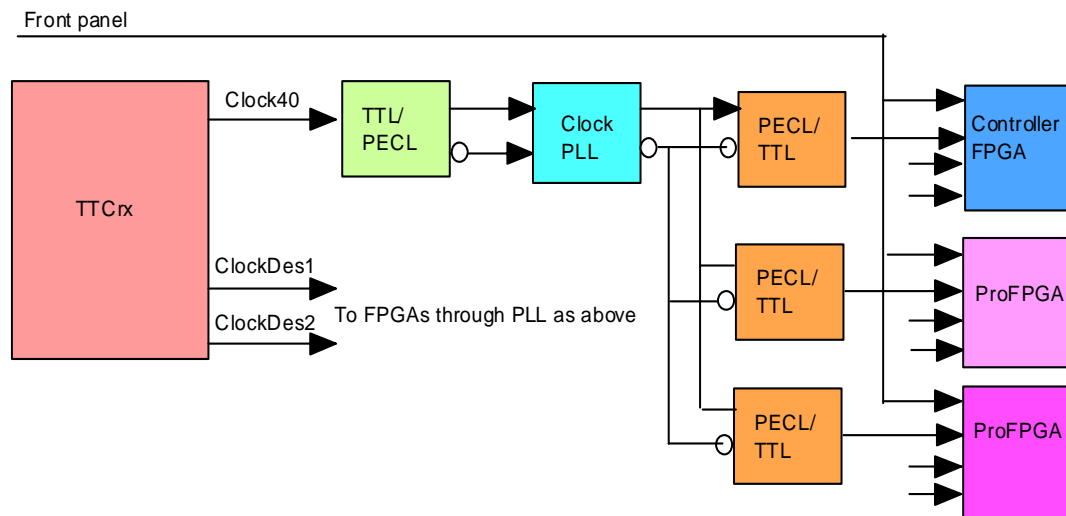 Front panel
Clock40
TTL/
PECL
Clock
PLL
PECL/
TTL
Controller
FPGA
TTCrx
ClockDes1
To FPGAs through PLL as above
ClockDes2
PECL/
TTL
ProFPGA
PECL/
TTL
ProFPGA